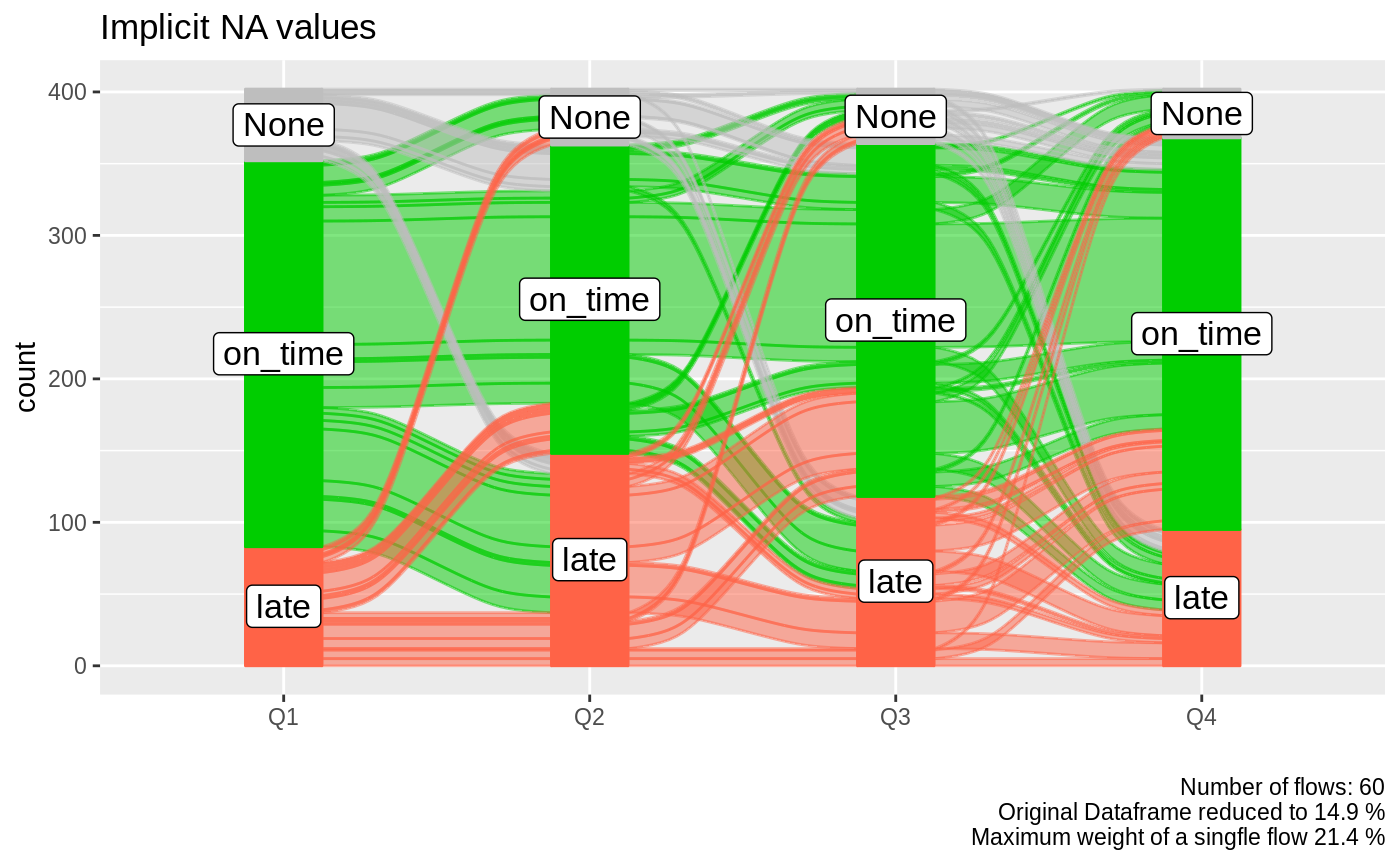 Implicit NA values
400
300
200
100
0
count
None
None
None
None
on_time
on_time
on_time
on_time
late
late
late
late
Q1
Q2
Q3
Q4
Number of flows: 60
Original Dataframe reduced to 14.9 %
Maximum weight of a singfle flow 21.4 %